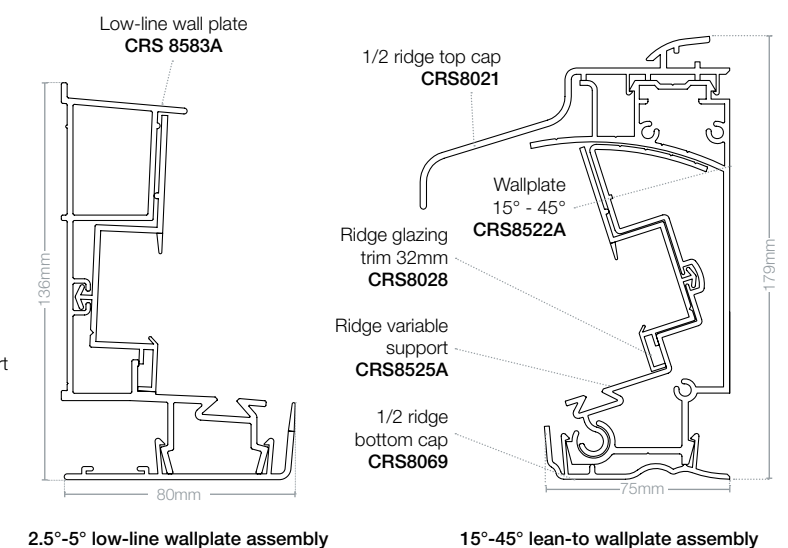 Low-line wall plate
CRS 8583A
136mm
80mm
rt
2.5°-5° low-line wallplate assembly
1/2 ridge top cap
CRS8021
Wallplate
15° - 45°
CRS8522A
Ridge glazing
trim 32mm
CRS8028
Ridge variable
support
CRS8525A
1/2 ridge
bottom cap
CRS8069
179mm
75mm
15°-45° lean-to wallplate assembly